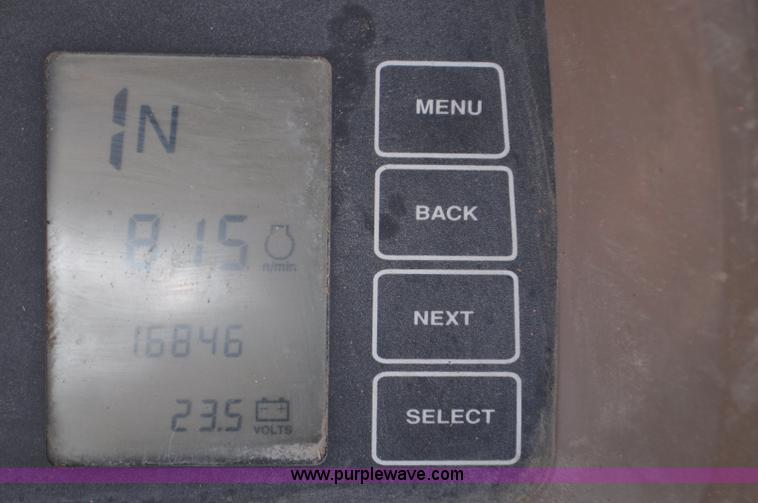 1N
MENU
815
n/min
BACK
16846
NEXT
23.5
VOLTS
SELECT
www.purplewave.com